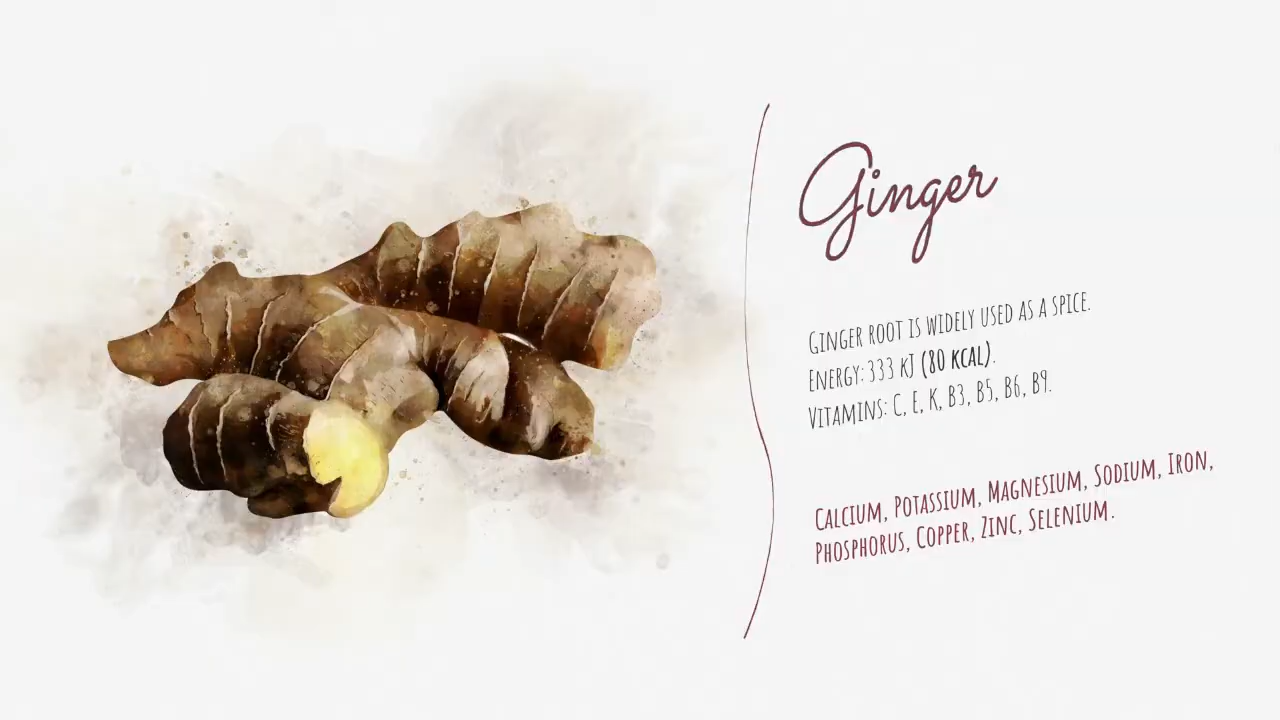 Ginger
Ginger root is widely used as a spice.
Energy: 333 kJ (80 kcal).
Vitamins: C, E, K, B3, B5, B6, B9.
Calcium, Potassium, Magnesium, Sodium, Iron,
Phosphorus, Copper, Zinc, Selenium.